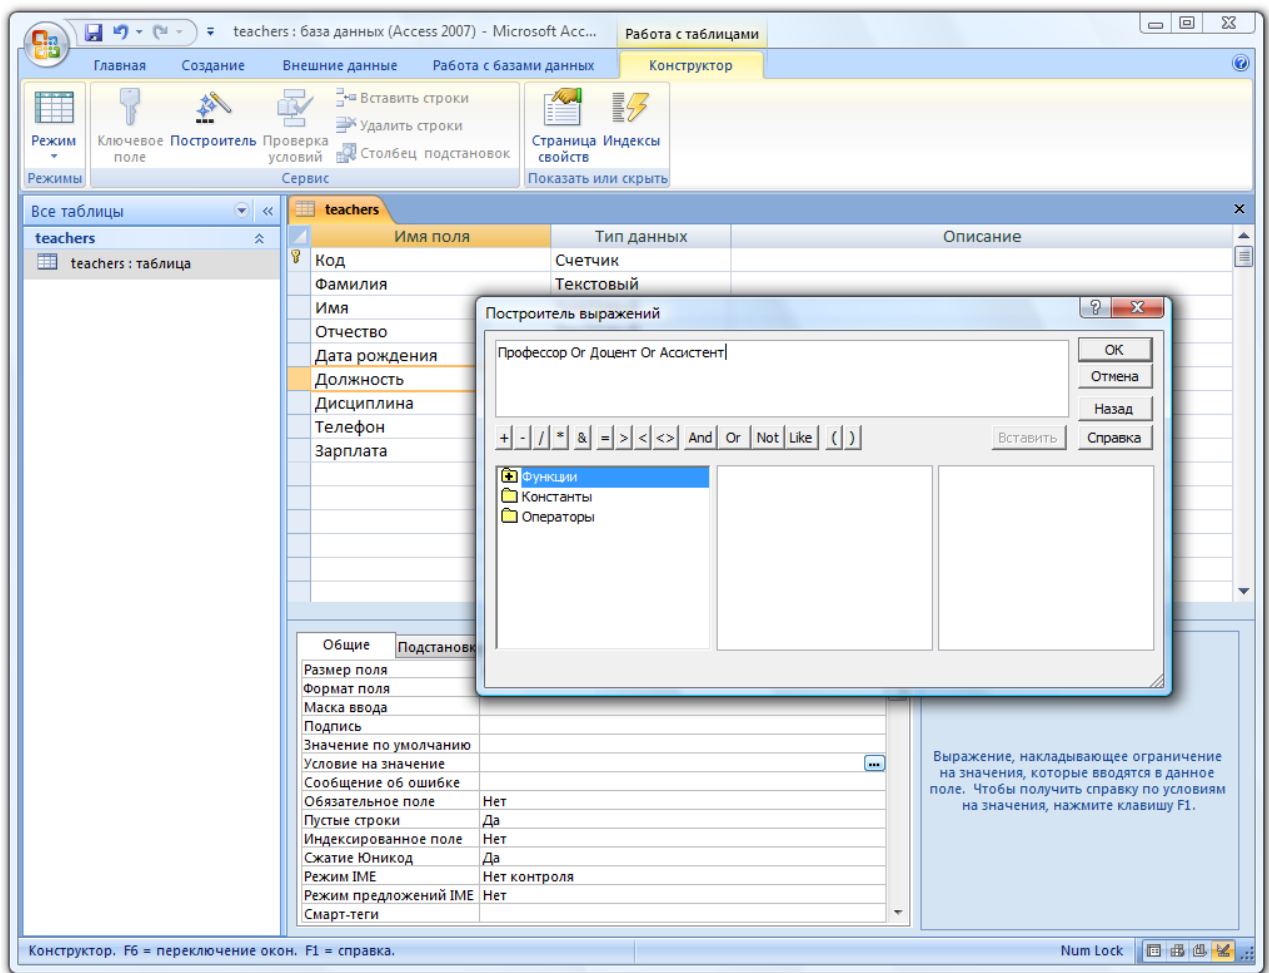 teachers : база данных (Access 2007) - Microsoft Acc...
Работа с таблицами
Главная
Создание
Внешние данные
Работа с базами данных
Конструктор
Режим
Ключевое поле
Построитель
Проверка условий
Вставить строки
Удалить строки
Столбец подстановок
Страница свойств
Индексы
Режимы
Сервис
Показать или скрыть
Все таблицы
teachers
teachers : таблица
teachers
Имя поля
Тип данных
Описание
Код
Счетчик
Фамилия
Текстовый
Имя
Отчество
Дата рождения
Должность
Дисциплина
Телефон
Зарплата
Построитель выражений
Профессор Or Доцент Or Ассистент
OK
Отмена
Назад
+ - / * & = > < <> And Or Not Like ( )
Вставить
Справка
Функции
Константы
Операторы
Общие
Подстановк
Размер поля
Формат поля
Маска ввода
Подпись
Значение по умолчанию
Условие на значение
Сообщение об ошибке
Обязательное поле Нет
Пустые строки Да
Индексированное поле Нет
Сжатие Юникод Да
Режим IME Нет контроля
Режим предложений IME Нет
Смарт-теги
Выражение, накладывающее ограничение
на значения, которые вводятся в данное
поле. Чтобы получить справку по условиям
на значения, нажмите клавишу F1.
Конструктор. F6 = переключение окон. F1 = справка.
Num Lock